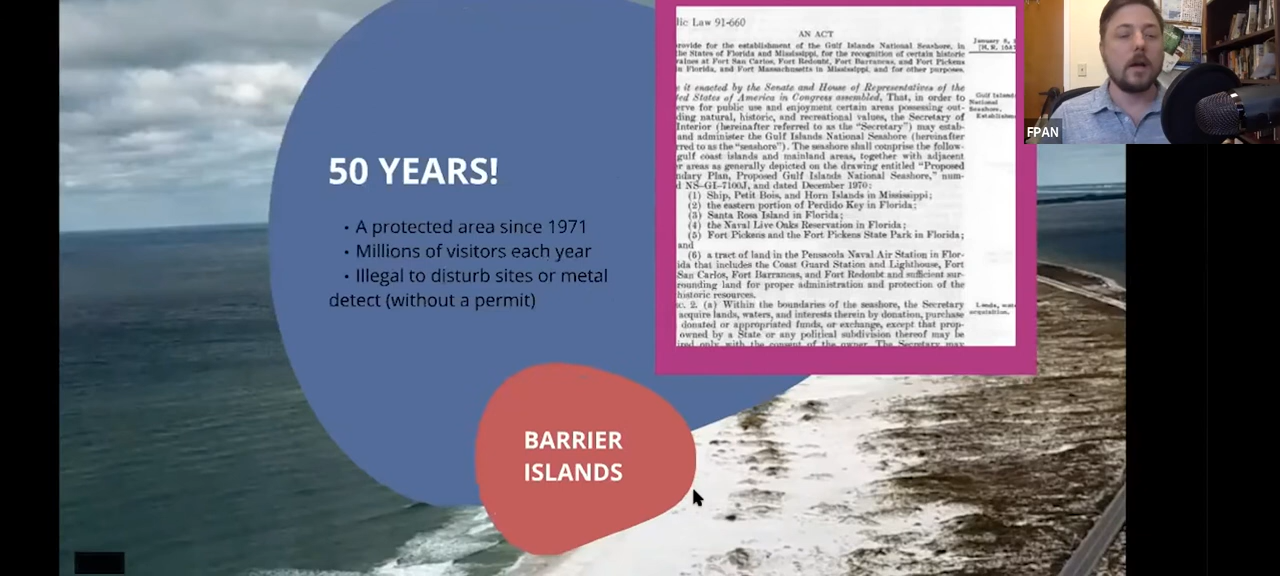 50 YEARS!
• A protected area since 1971
• Millions of visitors each year
• Illegal to disturb sites or metal
detect (without a permit)
BARRIER
ISLANDS
lic Law 91-660
AN ACT
rovide for the establishment of the Gulf Islands National Seashore, in
the States of Florida and Mississippi, for the recognition of certain historic
values at Fort San Carlos, Fort Redoubt, Fort Barrancas, and Fort Pickens
in Florida, and Fort Massachusetts in Mississippi, and for other purposes.
e it enacted by the Senate and House of Representatives of the
ted States of America in Congress assembled, That, in order to
erve for public use and enjoyment certain areas possessing out-
ding natural, historic, and recreational values, the Secretary of
Interior (hereinafter referred to as the "Secretary") may estab-
and administer the Gulf Islands National Seashore (hereinafter
rred to as the "seashore"). The seashore shall comprise the follow-
gulf coast islands and mainland areas, together with adjacent
r areas as generally depicted on the drawing entitled "Proposed
ndary Plan, Proposed Gulf Islands National Seashore," num-
d NS-GI-7100J, and dated December 1970:
(1) Ship, Petit Bois, and Horn Islands in Mississippi;
(2) the eastern portion of Perdido Key in Florida;
(3) Santa Rosa Island in Florida;
(4) the Naval Live Oaks Reservation in Florida;
(5) Fort Pickens and the Fort Pickens State Park in Florida;
and
(6) a tract of land in the Pensacola Naval Air Station in Flor-
ida that includes the Coast Guard Station and Lighthouse, Fort
San Carlos, Fort Barrancas, and Fort Redoubt and sufficient sur-
rounding land for proper administration and protection of the
historic resources.
ec. 2. (a) Within the boundaries of the seashore, the Secretary
acquire lands, waters, and interests therein by donation, purchase
donated or appropriated funds, or exchange, except that prop-
owned by a State or any political subdivision thereof may be
ired only with the consent of the owner. The Secretary may
January 8, 1
Gulf Islands
National
Seashore.
Establishm
Lands, wat
acquisition.
FPAN